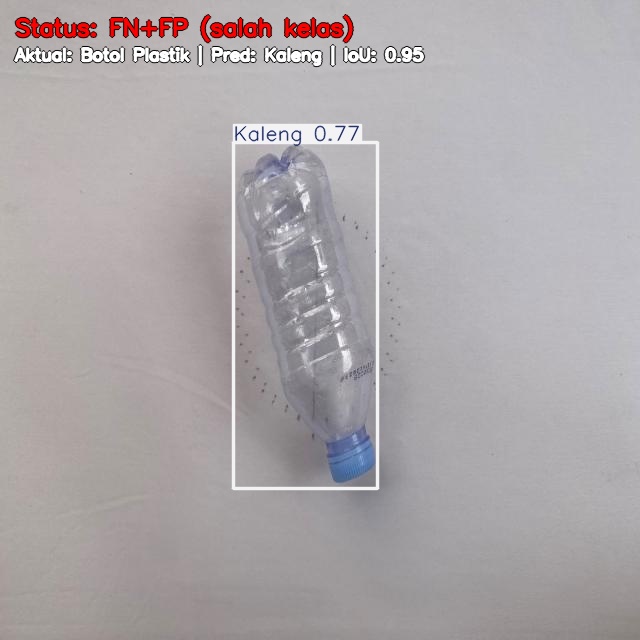 Status: FN+FP (salah kelas)
Aktual: Botol Plastik | Pred: Kaleng | IoU: 0.95
Kaleng 0.77